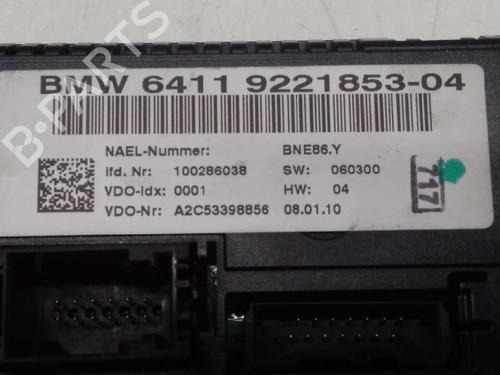 BMW 6411 9221853-04
NAEL-Nummer: BNE86.Y
lfd. Nr: 100286038 SW: 060300
VDO-Idx: 0001 HW: 04
VDO-Nr: A2C53398856 08.01.10
717
B-PARTS